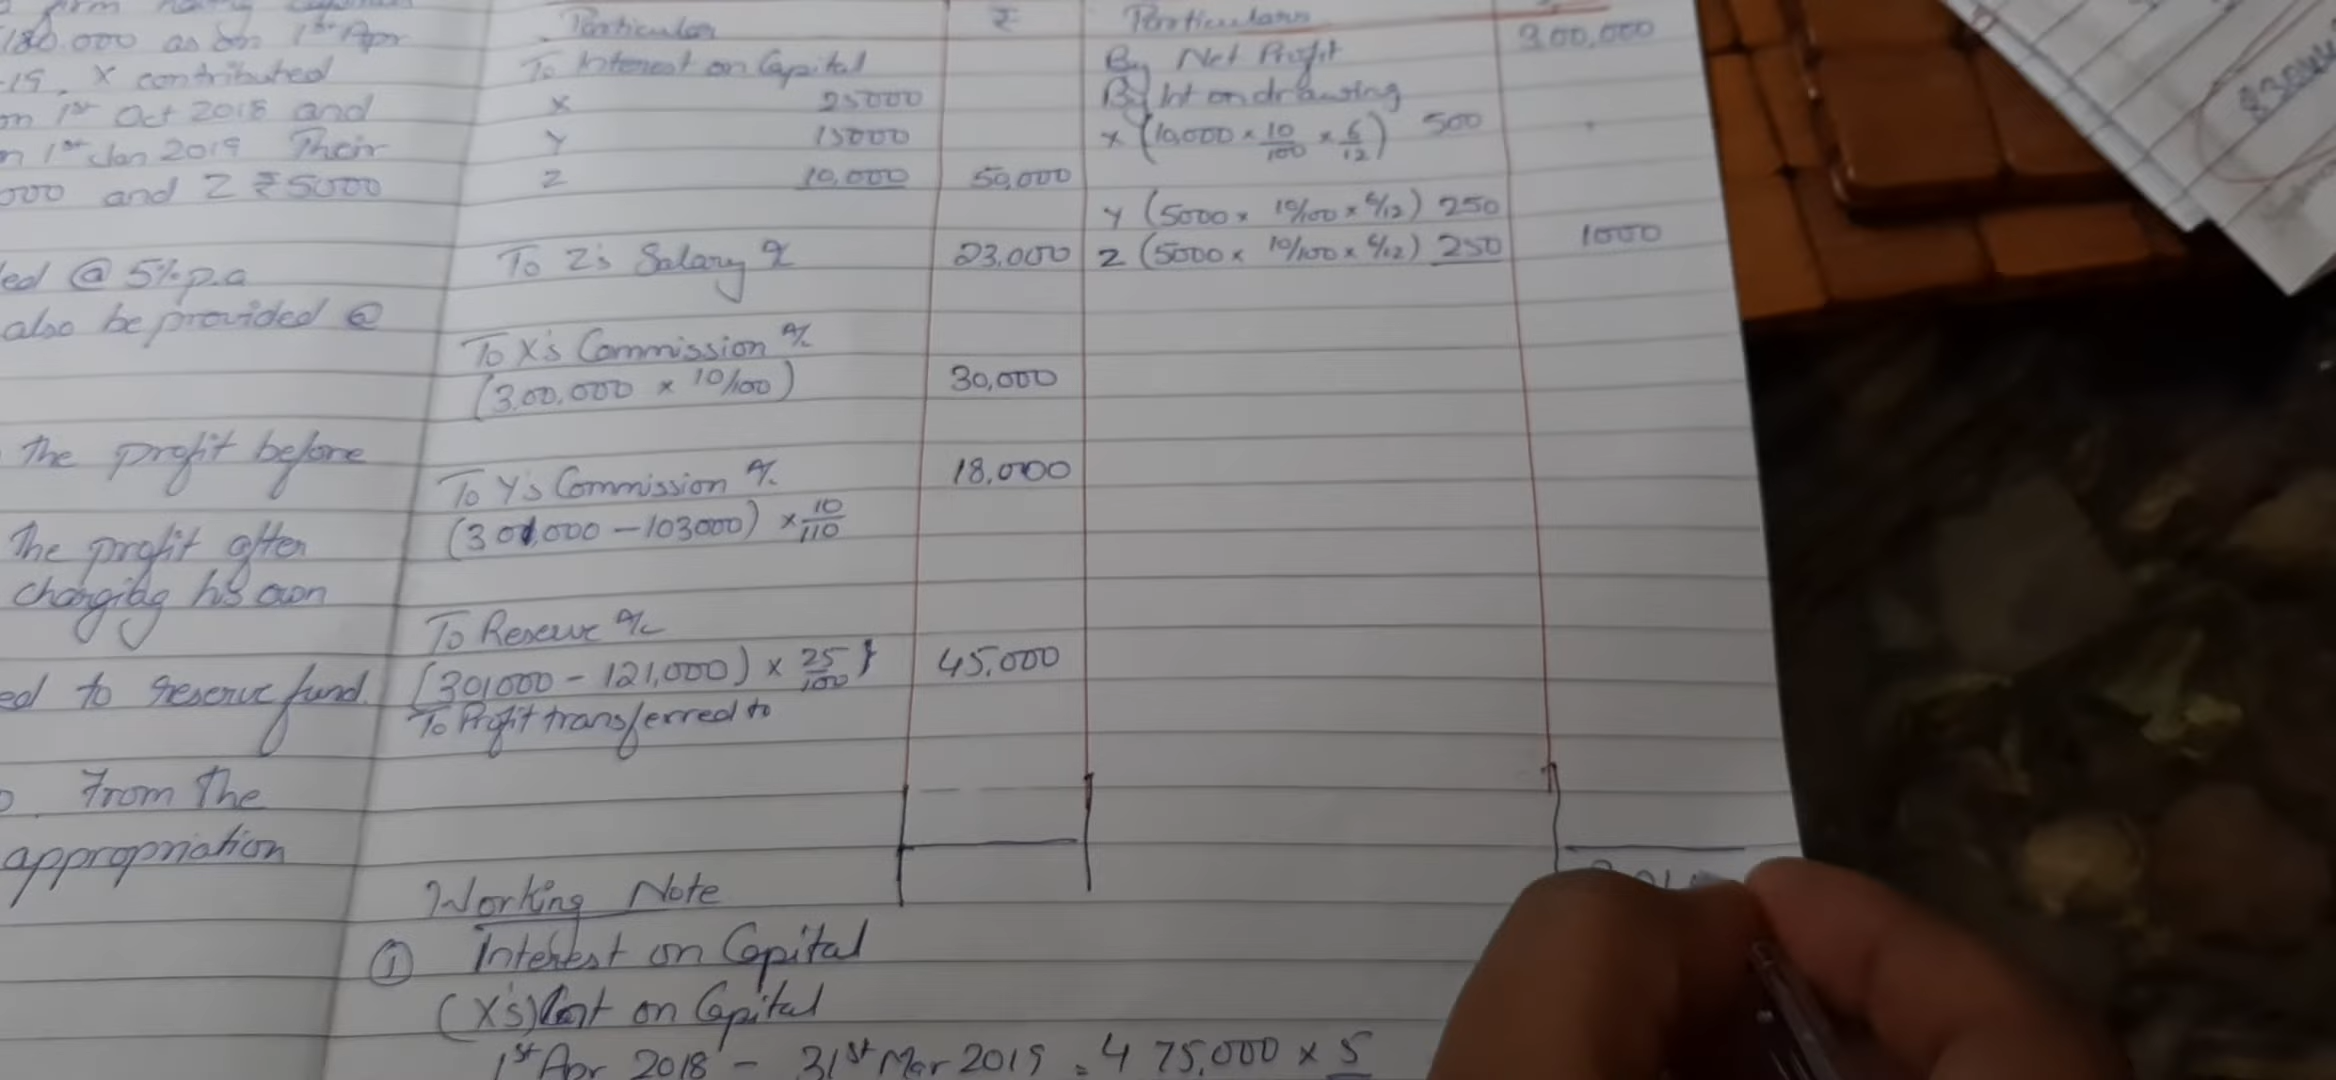 180,000 as on 1st Apr
-19, X contributed
on 1st Oct 2018 and
n 1st Jan 2019 Their
000 and Z ₹5000
ed @ 5% p.a
also be provided @
the profit before
The profit after
charging his own
ed to reserve fund.
From the
appropriation
Particulars ₹ Particulars
To Interest on Capital By Net Profit 300,000
X 25000 By Int on drawing
Y 15000 X (10,000 × 10/100 × 6/12) 500
Z 10,000 50,000
Y (5000 × 10/100 × 6/12) 250
To Z's Salary 23,000 Z (5000 × 10/100 × 6/12) 250 1000
To X's Commission A/c
(3,00,000 × 10/100) 30,000
To Y's Commission A/c 18,000
(301,000 – 103000) × 10/110
To Reserve A/c
(301000 – 121,000) × 25/100} 45,000
To Profit transferred to
Working Note
① Interest on Capital
(X's) Int on Capital
1st Apr 2018 – 31st Mar 2019 = 4 75,000 × 5